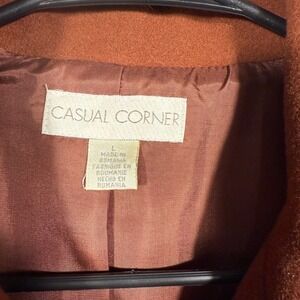 CASUAL CORNER
L
MADE IN
ROMANIA
FABRIQUE EN
ROUMANIE
HECHO EN
RUMANIA